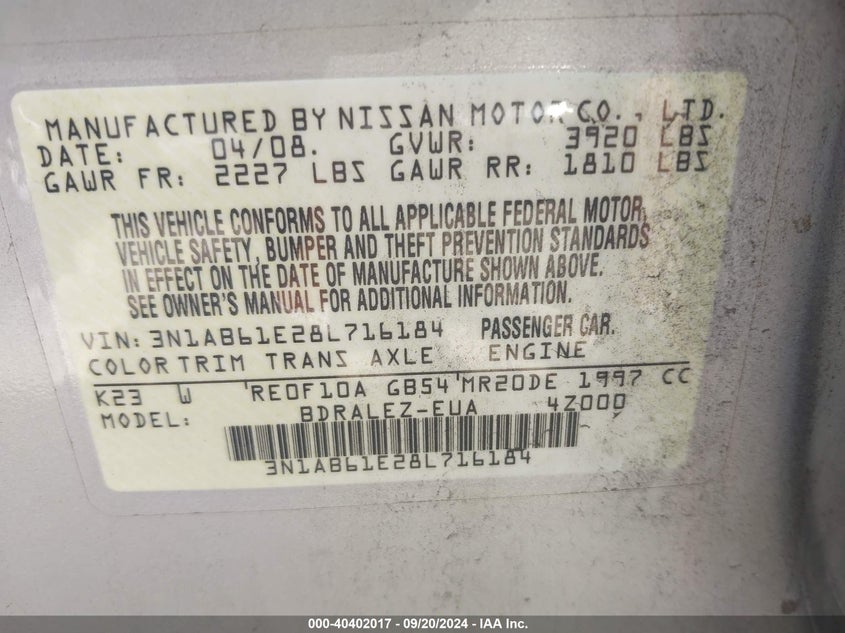 MANUFACTURED BY NISSAN MOTOR CO., LTD.
DATE: 04/08. GVWR: 3920 LBS
GAWR FR: 2227 LBS GAWR RR: 1810 LBS
THIS VEHICLE CONFORMS TO ALL APPLICABLE FEDERAL MOTOR
VEHICLE SAFETY, BUMPER AND THEFT PREVENTION STANDARDS
IN EFFECT ON THE DATE OF MANUFACTURE SHOWN ABOVE.
SEE OWNER'S MANUAL FOR ADDITIONAL INFORMATION.
VIN: 3N1AB61E28L716184 PASSENGER CAR.
COLOR TRIM TRANS AXLE ENGINE
K23 W RE0F10A GB54 MR20DE 1997 CC
MODEL: BDRALEZ-EUA 4Z000
3N1AB61E28L716184
000-40402017 - 09/20/2024 - IAA Inc.